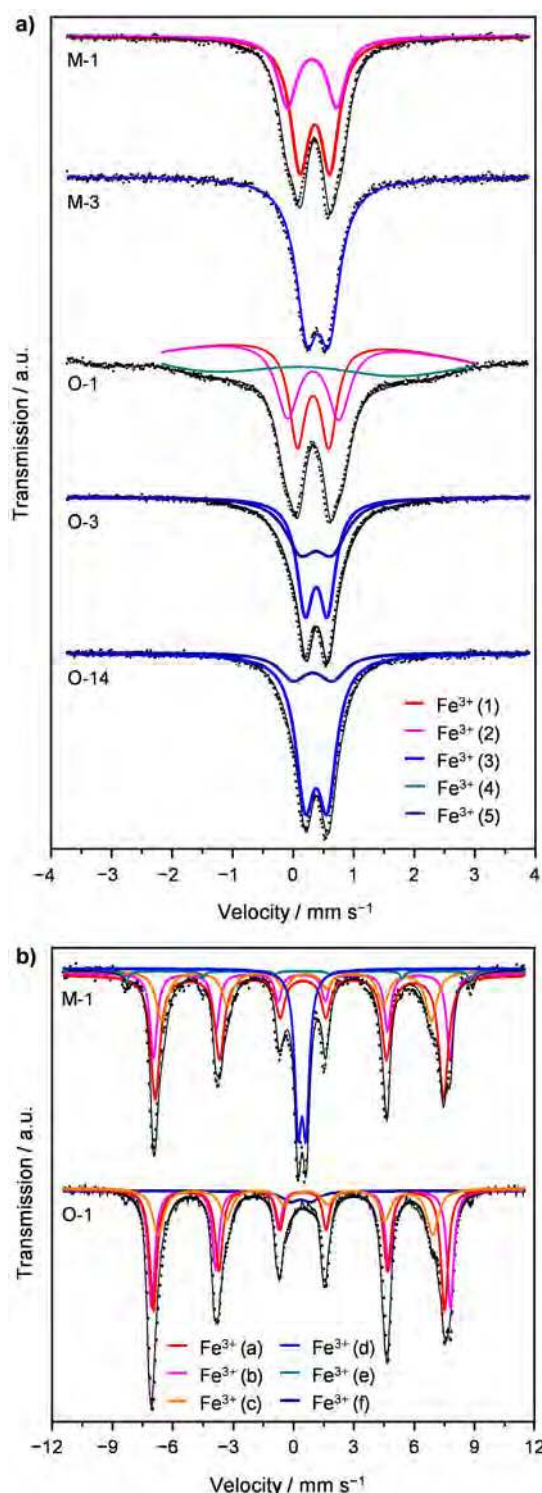 a)
M-1
M-3
O-1
O-3
O-14
Fe³⁺ (1)
Fe³⁺ (2)
Fe³⁺ (3)
Fe³⁺ (4)
Fe³⁺ (5)
Transmission / a.u.
−4 −3 −2 −1 0 1 2 3 4
Velocity / mm s⁻¹
b)
M-1
O-1
Fe³⁺ (a) Fe³⁺ (d)
Fe³⁺ (b) Fe³⁺ (e)
Fe³⁺ (c) Fe³⁺ (f)
Transmission / a.u.
−12 −9 −6 −3 0 3 6 9 12
Velocity / mm s⁻¹